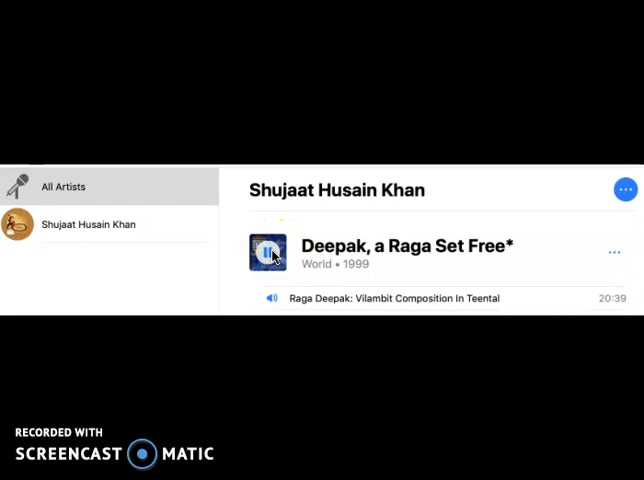 All Artists
Shujaat Husain Khan
Shujaat Husain Khan
Deepak, a Raga Set Free*
World • 1999
Raga Deepak: Vilambit Composition In Teental
20:39
RECORDED WITH
SCREENCAST MATIC